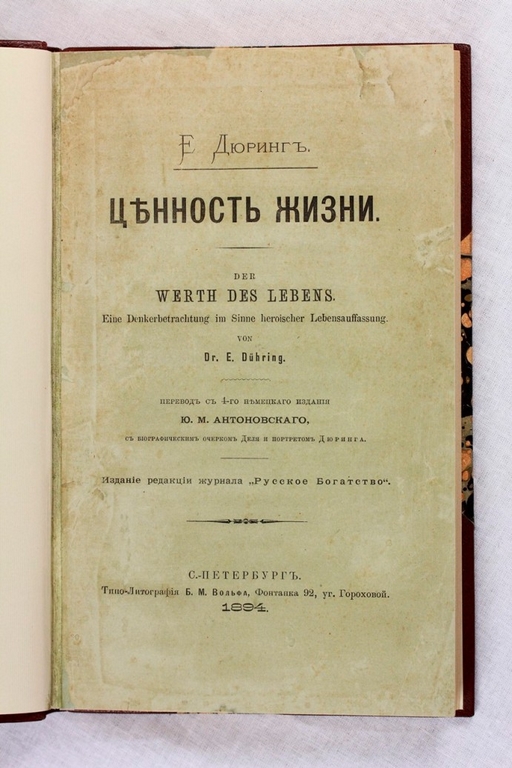 Е Дюрингъ.
ЦѢННОСТЬ ЖИЗНИ.
DER
WERTH DES LEBENS.
Eine Denkerbetrachtung im Sinne heroischer Lebensauffassung.
VON
Dr. E. Dühring.
ПЕРЕВОДЪ СЪ 4-ГО НѢМЕЦКАГО ИЗДАНІЯ
Ю. М. АНТОНОВСКАГО,
СЪ БІОГРАФИЧЕСКИМЪ ОЧЕРКОМЪ ДЕЛЯ И ПОРТРЕТОМЪ ДЮРИНГА.
Изданіе редакціи журнала „Русское Богатство“.
С.-ПЕТЕРБУРГЪ.
Типо-Литографія Б. М. Вольфа, Фонтанка 92, уг. Гороховой.
1894.